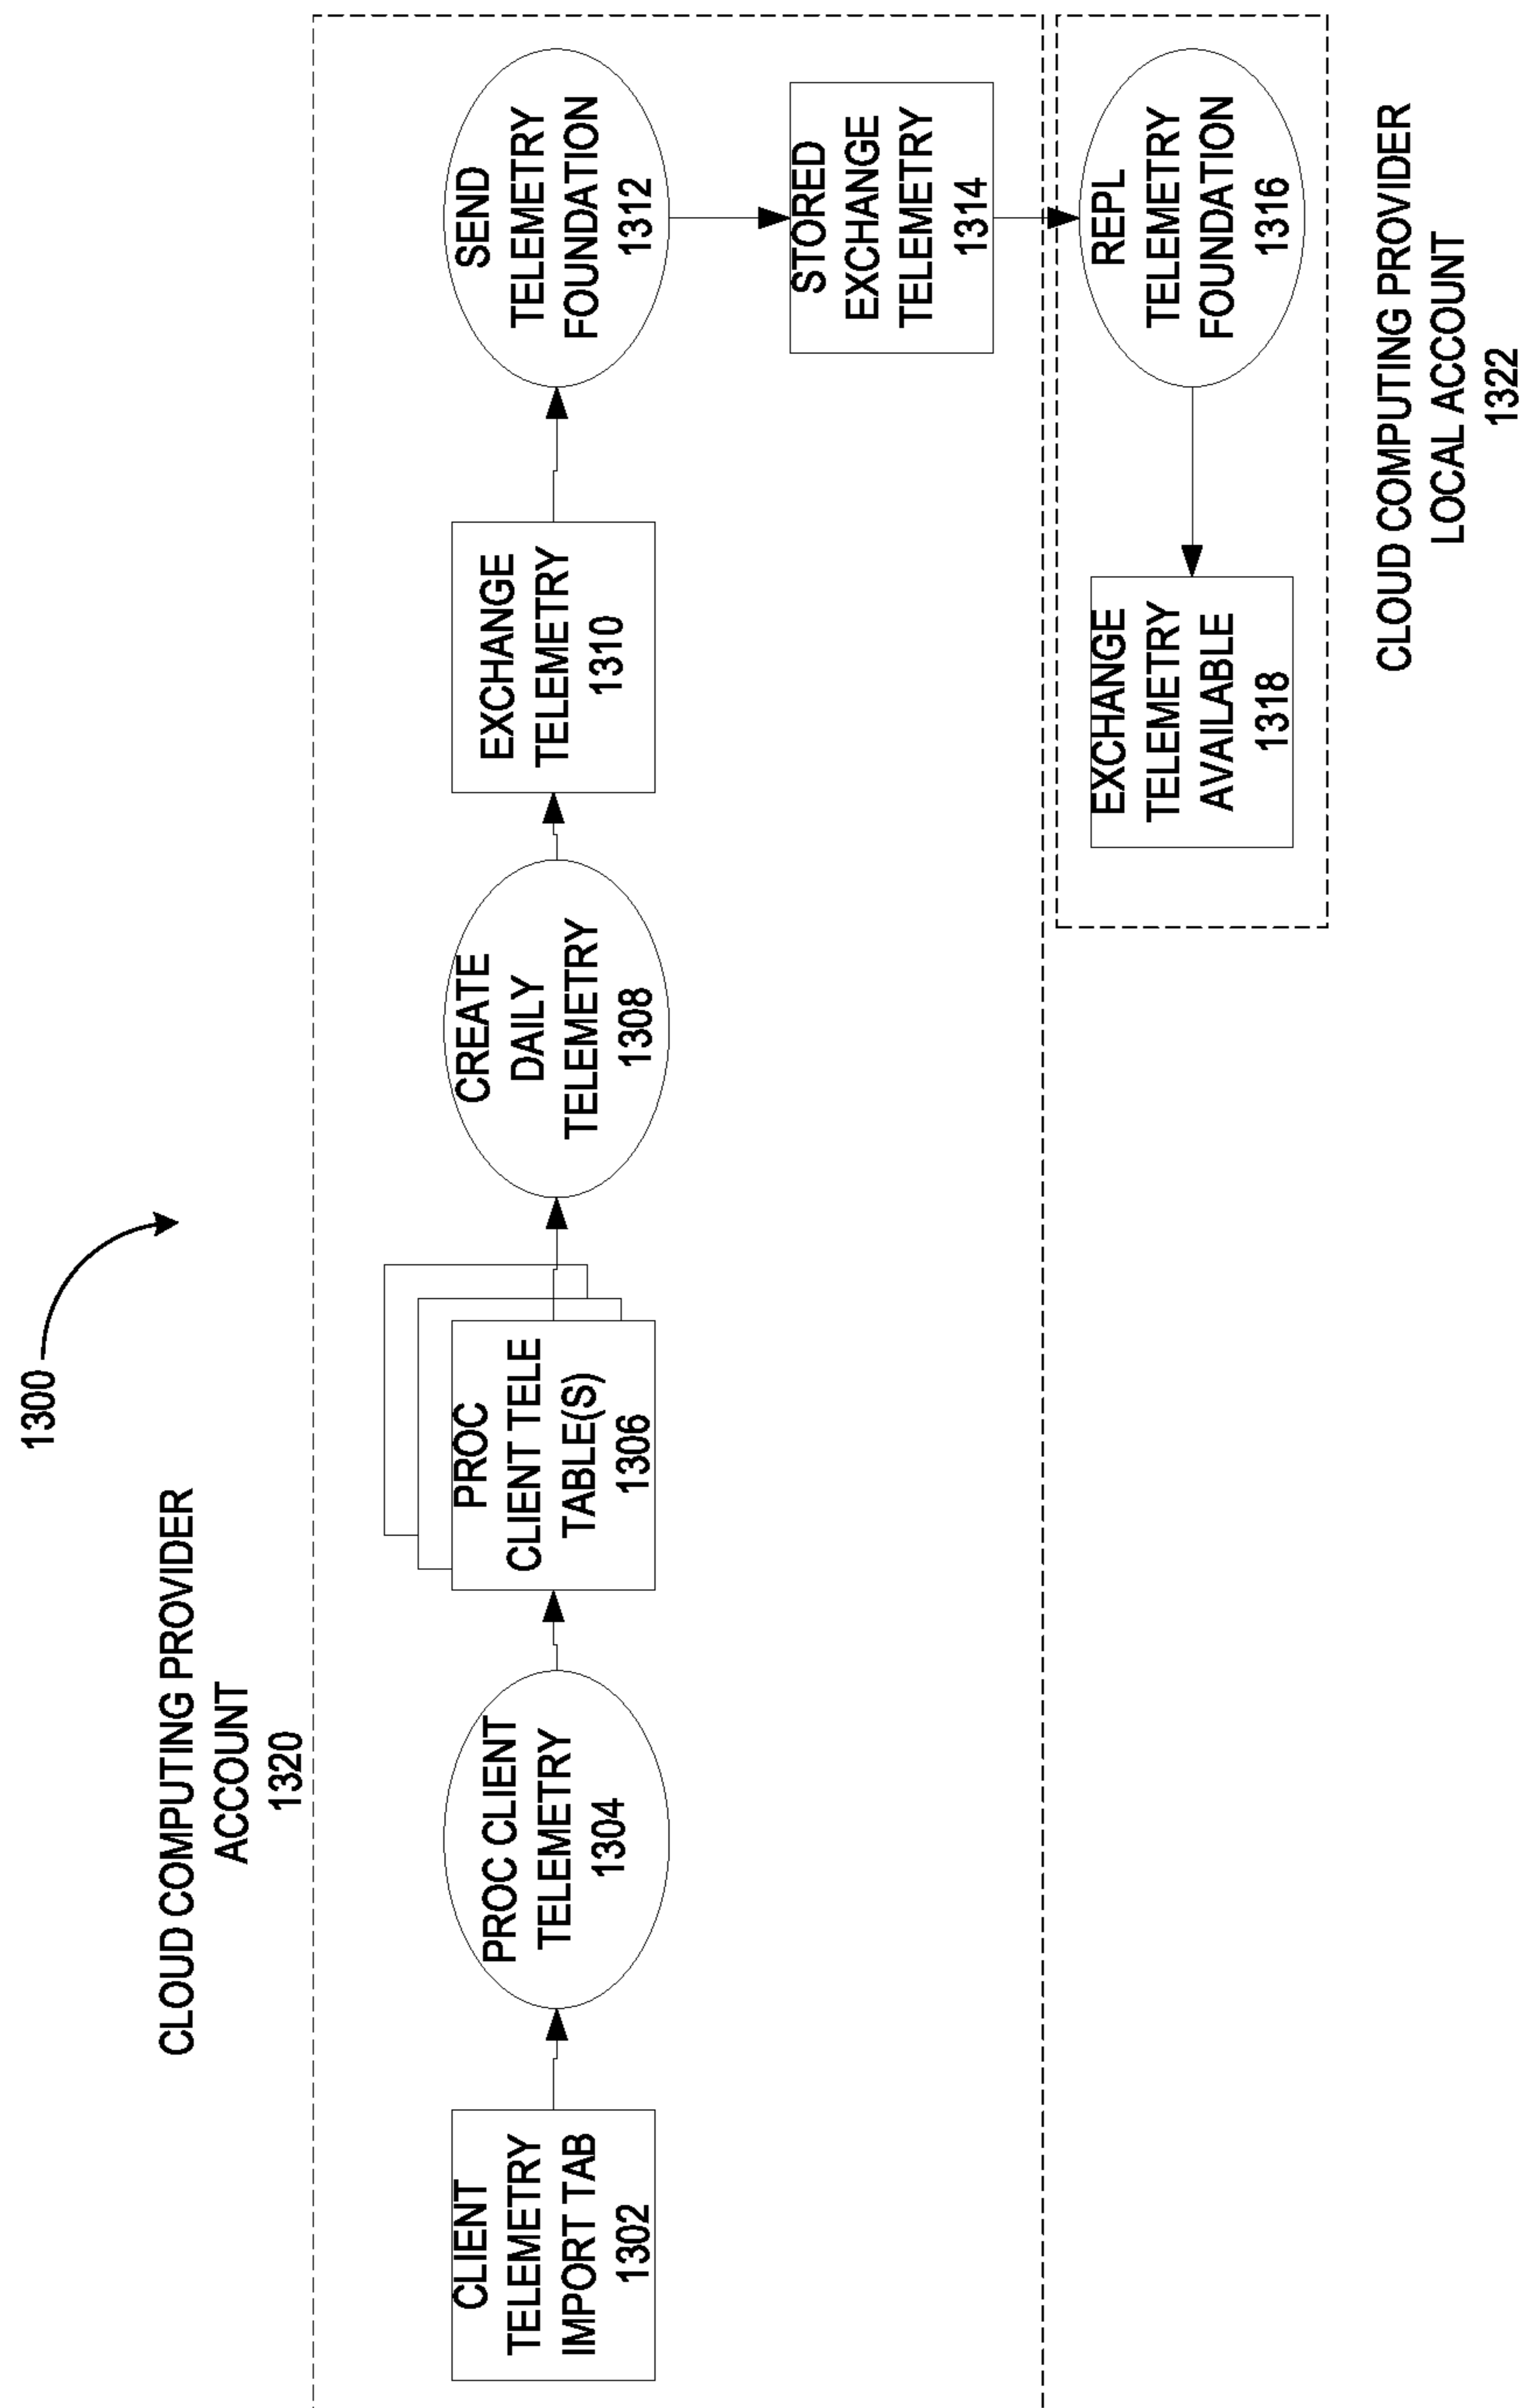 1300
CLOUD COMPUTING PROVIDER
ACCOUNT
1320
CLIENT
TELEMETRY
IMPORT TAB
1302
PROC CLIENT
TELEMETRY
1304
PROC
CLIENT TELE
TABLE(S)
1306
CREATE
DAILY
TELEMETRY
1308
EXCHANGE
TELEMETRY
1310
SEND
TELEMETRY
FOUNDATION
1312
STORED
EXCHANGE
TELEMETRY
1314
REPL
TELEMETRY
FOUNDATION
1316
EXCHANGE
TELEMETRY
AVAILABLE
1318
CLOUD COMPUTING PROVIDER
LOCAL ACCOUNT
1322